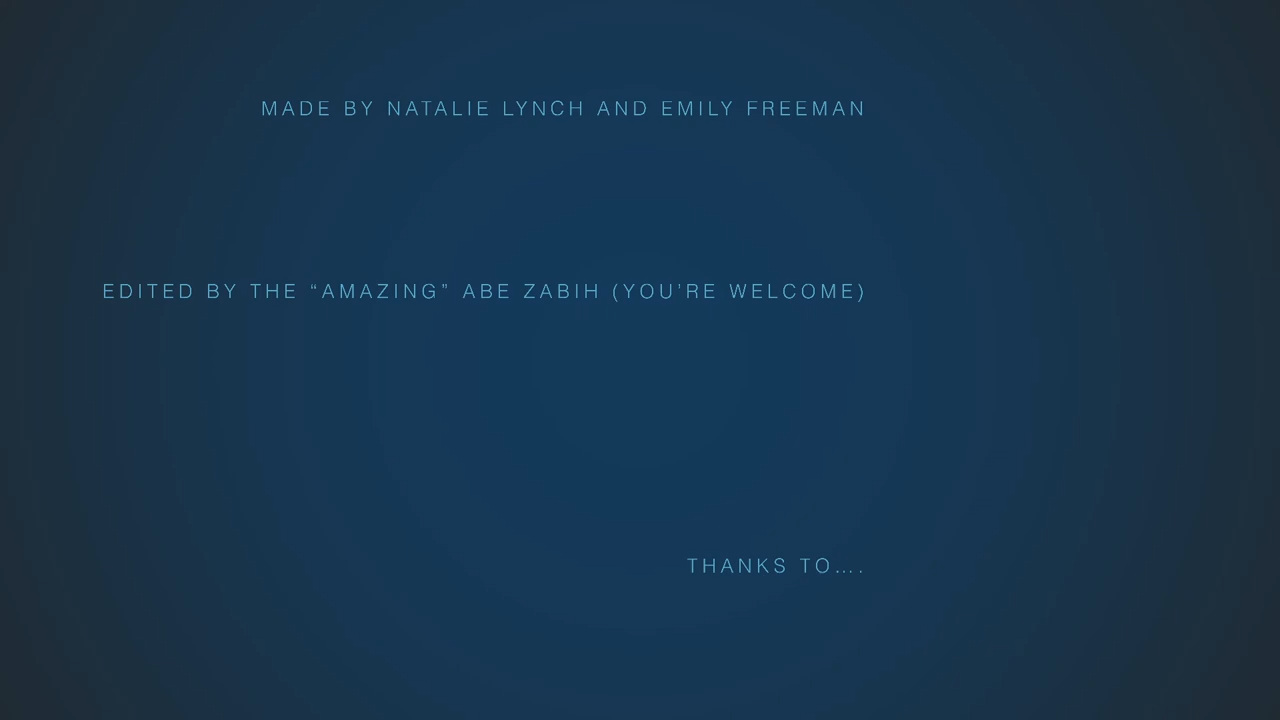 MADE BY NATALIE LYNCH AND EMILY FREEMAN
EDITED BY THE “AMAZING” ABE ZABIH (YOU’RE WELCOME)
THANKS TO….